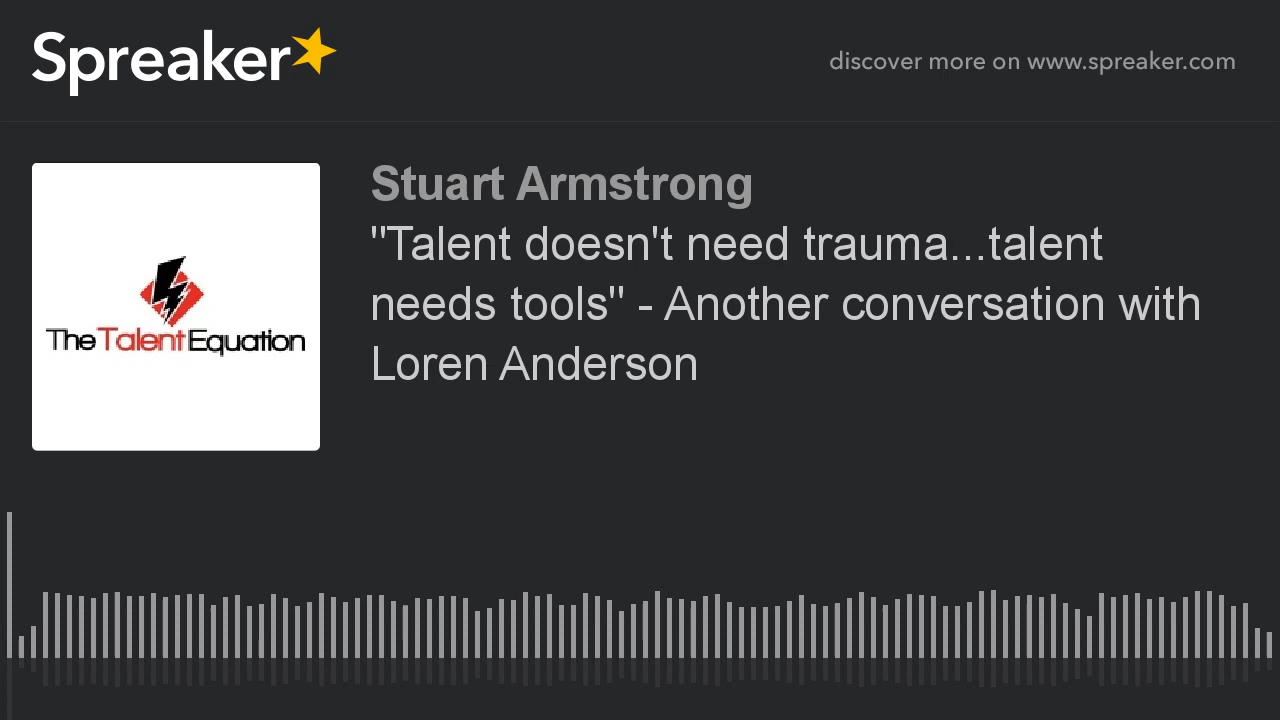 Spreaker
discover more on www.spreaker.com
Stuart Armstrong
"Talent doesn't need trauma...talent
needs tools" - Another conversation with
Loren Anderson
The Talent Equation